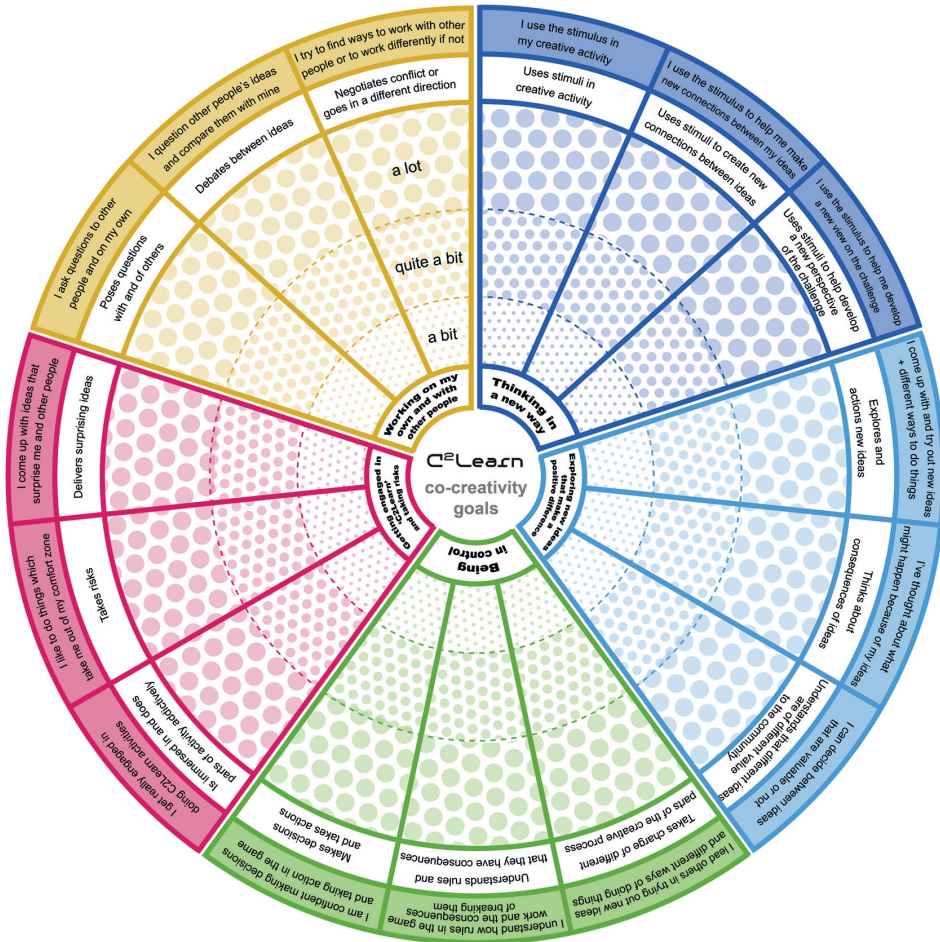 I try to find ways to work with other
people or to work differently if not
Negotiates conflict or
goes in a different direction
I use the stimulus in
my creative activity
Uses stimuli in
creative activity
I use the stimulus to help me make
new connections between my ideas
Uses stimuli to create new
connections between ideas
I use the stimulus to help me develop
a new view on the challenge
Uses stimuli to help develop
a new perspective
of the challenge
Thinking in
a new way
I come up with and try out new ideas
+ different ways to do things
Explores and
actions new ideas
I've thought about what
might happen because of my ideas
Thinks about
consequences of ideas
I can decide between ideas
that are valuable or not
Understands that different ideas
are of different value
to the community
Exploring new ideas
that make a
positive difference
I lead others in trying out new ideas
and different ways of doing things
Takes charge of different
parts of the creative process
I understand how rules in the game
work and the consequences
of breaking them
Understands rules and
that they have consequences
I am confident making decisions
and taking action in the game
Makes decisions
and takes actions
Being
in control
I get really engaged in
doing C2Learn activities
Is immersed in and does
parts of activity addictively
I like to do things which
take me out of my comfort zone
Takes risks
I come up with ideas that
surprise me and other people
Delivers surprising ideas
Getting engaged in
'C2Learn'
and taking risks
I ask questions to other
people and on my own
Poses questions
with and of others
I question other people's ideas
and compare them with mine
Debates between ideas
Working on my
own and with
other people
a lot
quite a bit
a bit
C²Learn
co-creativity
goals